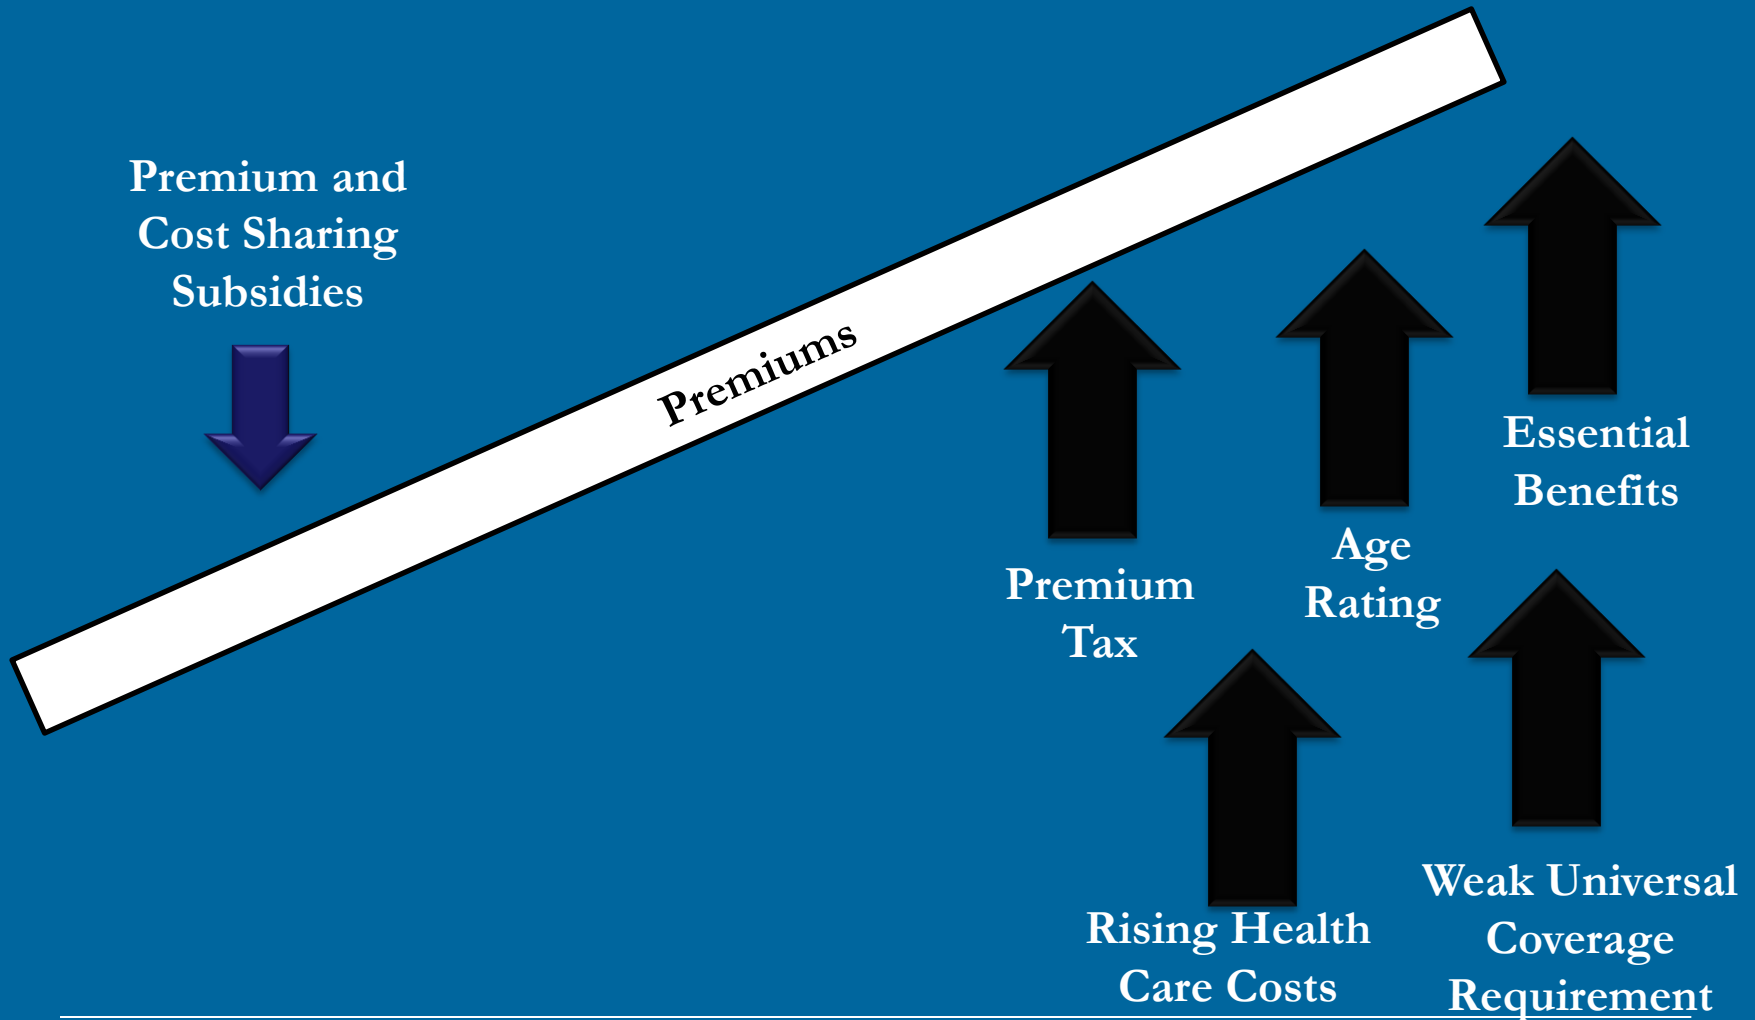 Premium and
Cost Sharing
Subsidies
Premiums
Essential
Benefits
Age
Rating
Premium
Tax
Weak Universal
Coverage
Requirement
Rising Health
Care Costs